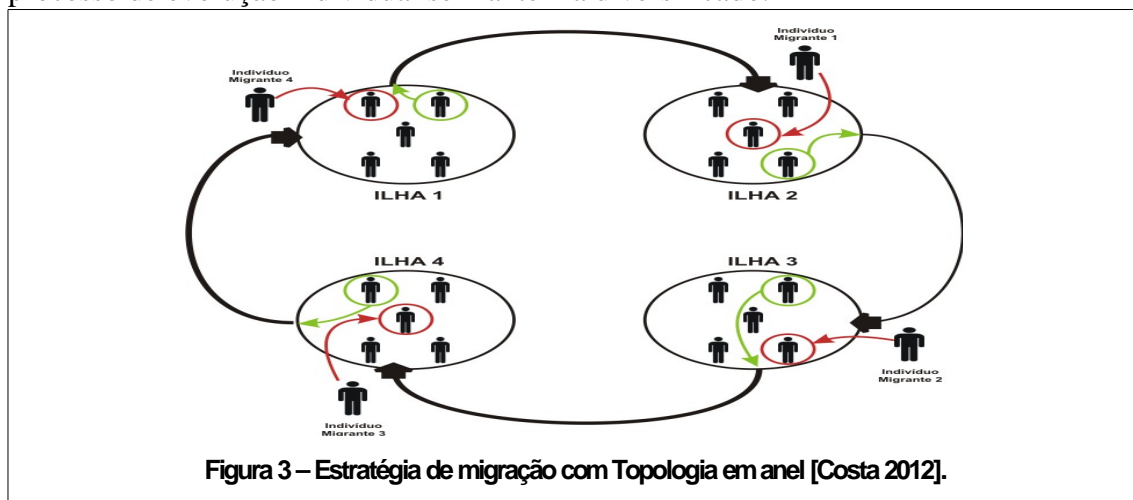 Indivíduo
Migrante 1
Indivíduo
Migrante 4
ILHA 1
ILHA 2
ILHA 4
ILHA 3
Indivíduo
Migrante 2
Indivíduo
Migrante 3
Figura 3 – Estratégia de migração com Topologia em anel [Costa 2012].